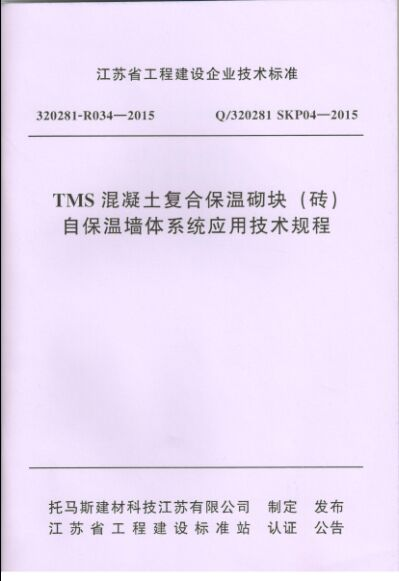 江苏省工程建设企业技术标准
320281-R034—2015 Q/320281 SKP04—2015
TMS 混凝土复合保温砌块（砖）
自保温墙体系统应用技术规程
托马斯建材科技江苏有限公司 制定 发布
江苏省工程建设标准站 认证 公告